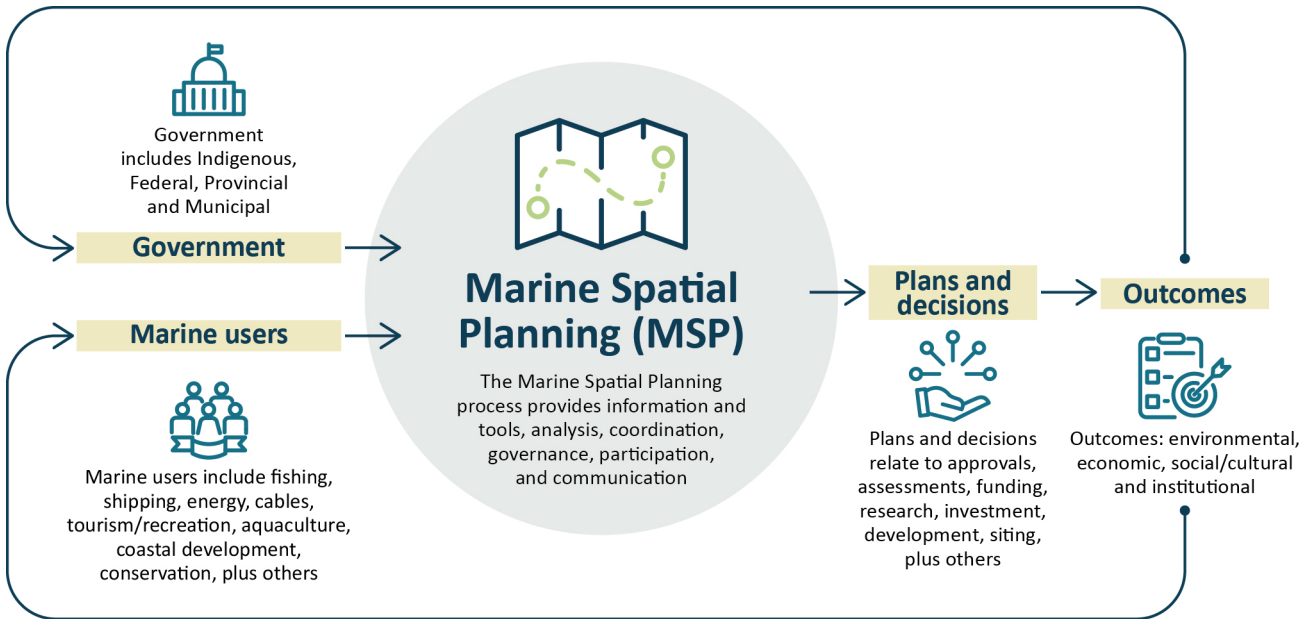 Government
includes Indigenous,
Federal, Provincial
and Municipal
Government
Marine users
Marine users include fishing,
shipping, energy, cables,
tourism/recreation, aquaculture,
coastal development,
conservation, plus others
Marine Spatial
Planning (MSP)
The Marine Spatial Planning
process provides information and
tools, analysis, coordination,
governance, participation,
and communication
Plans and
decisions
Plans and decisions
relate to approvals,
assessments, funding,
research, investment,
development, siting,
plus others
Outcomes
Outcomes: environmental,
economic, social/cultural
and institutional